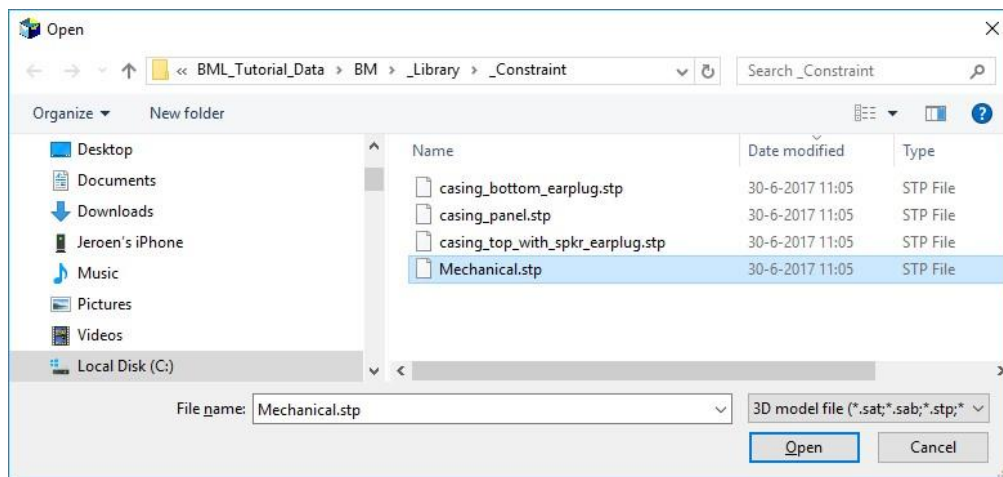 Open
« BML_Tutorial_Data > BM > _Library > _Constraint
Search _Constraint
Organize
New folder
Desktop
Documents
Downloads
Jeroen's iPhone
Music
Pictures
Videos
Local Disk (C:)
Name Date modified Type
casing_bottom_earplug.stp 30-6-2017 11:05 STP File
casing_panel.stp 30-6-2017 11:05 STP File
casing_top_with_spkr_earplug.stp 30-6-2017 11:05 STP File
Mechanical.stp 30-6-2017 11:05 STP File
File name: Mechanical.stp
3D model file (*.sat;*.sab;*.stp;*
Open Cancel